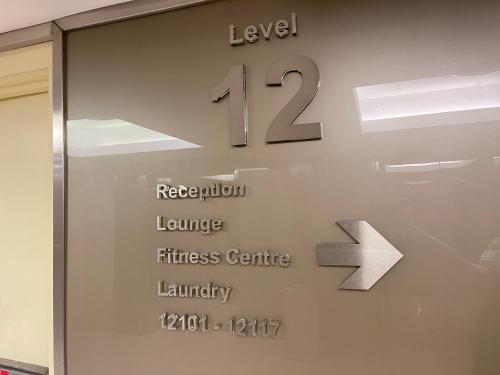 Level
12
Reception
Lounge
Fitness Centre
Laundry
12101 - 12117